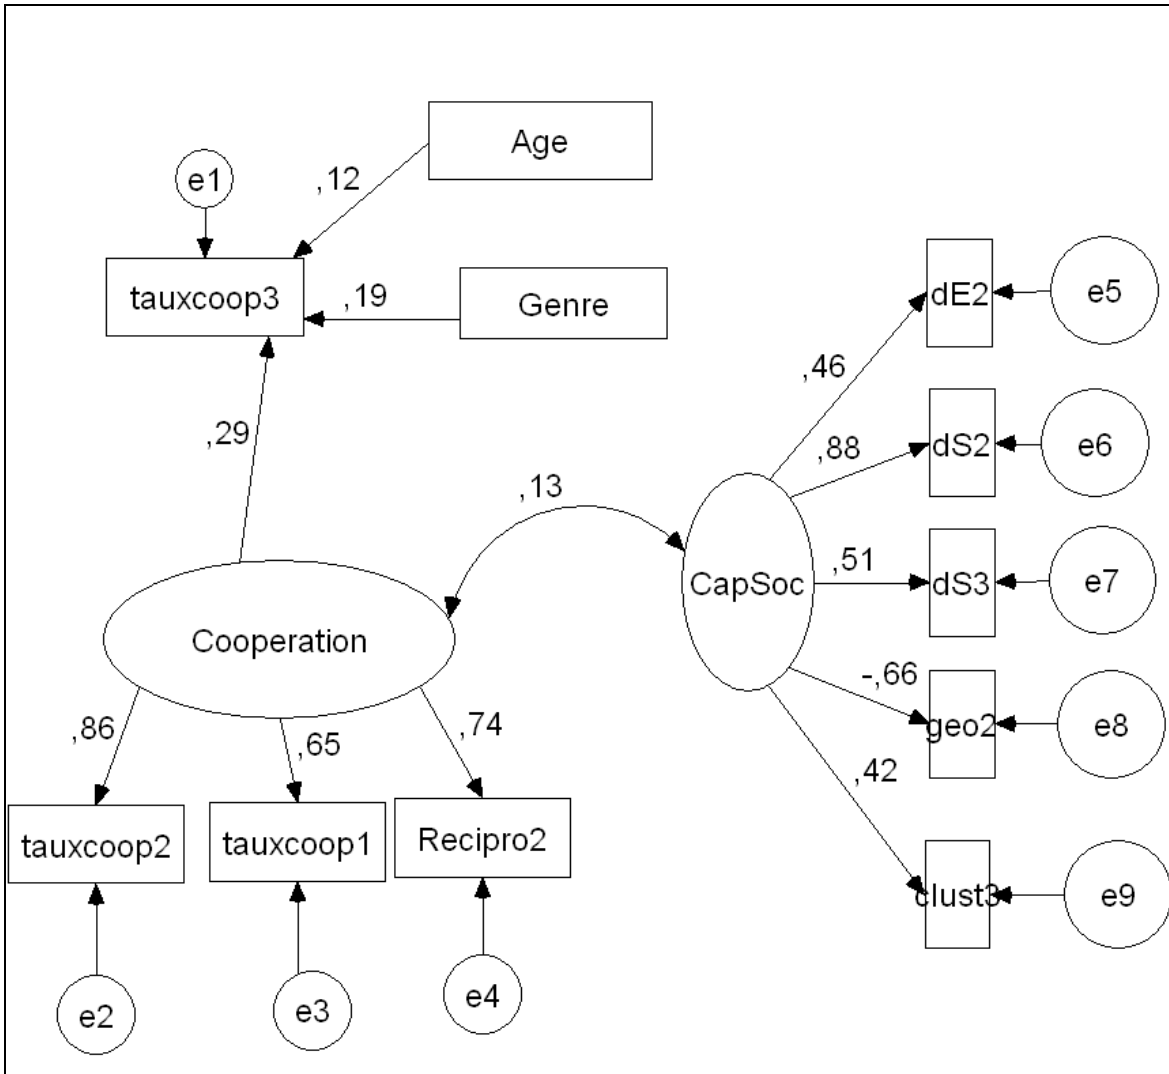 Age
e1
,12
tauxcoop3
,19
Genre
dE2
e5
,46
,29
,88
dS2
e6
,13
CapSoc
,51
dS3
e7
Cooperation
-,66
geo2
e8
,86
,65
,74
,42
tauxcoop2
tauxcoop1
Recipro2
clust3
e9
e2
e3
e4